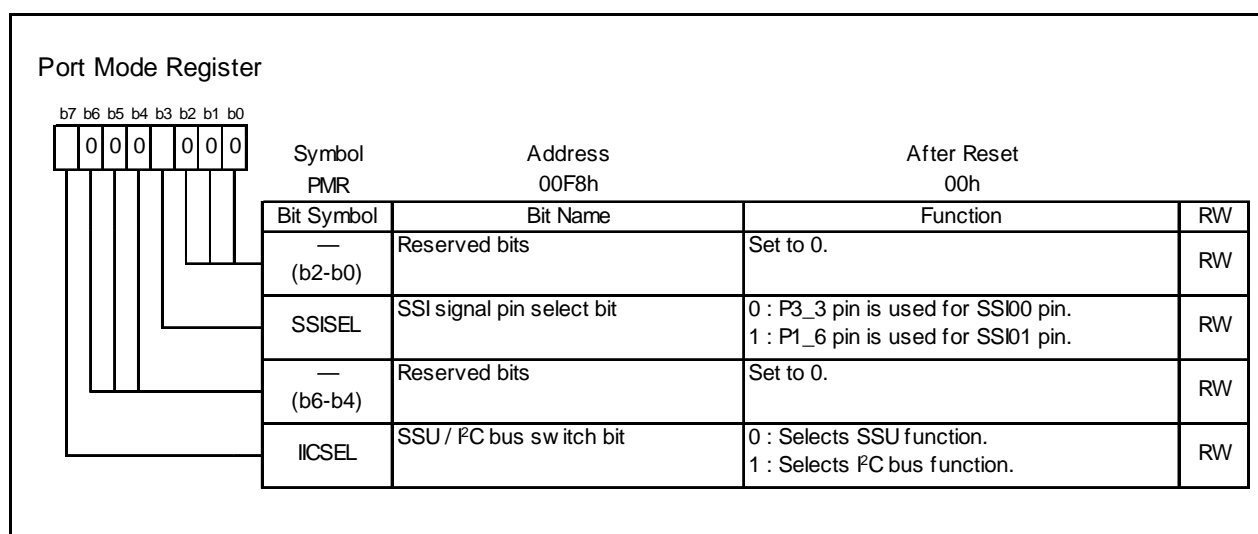 Port Mode Register
b7 b6 b5 b4 b3 b2 b1 b0
0 0 0 0 0 0
Symbol Address After Reset
PMR 00F8h 00h
Bit Symbol Bit Name Function RW
—
(b2-b0) Reserved bits Set to 0. RW
SSISEL SSI signal pin select bit 0 : P3_3 pin is used for SSI00 pin.
1 : P1_6 pin is used for SSI01 pin. RW
—
(b6-b4) Reserved bits Set to 0. RW
IICSEL SSU / I²C bus switch bit 0 : Selects SSU function.
1 : Selects I²C bus function. RW